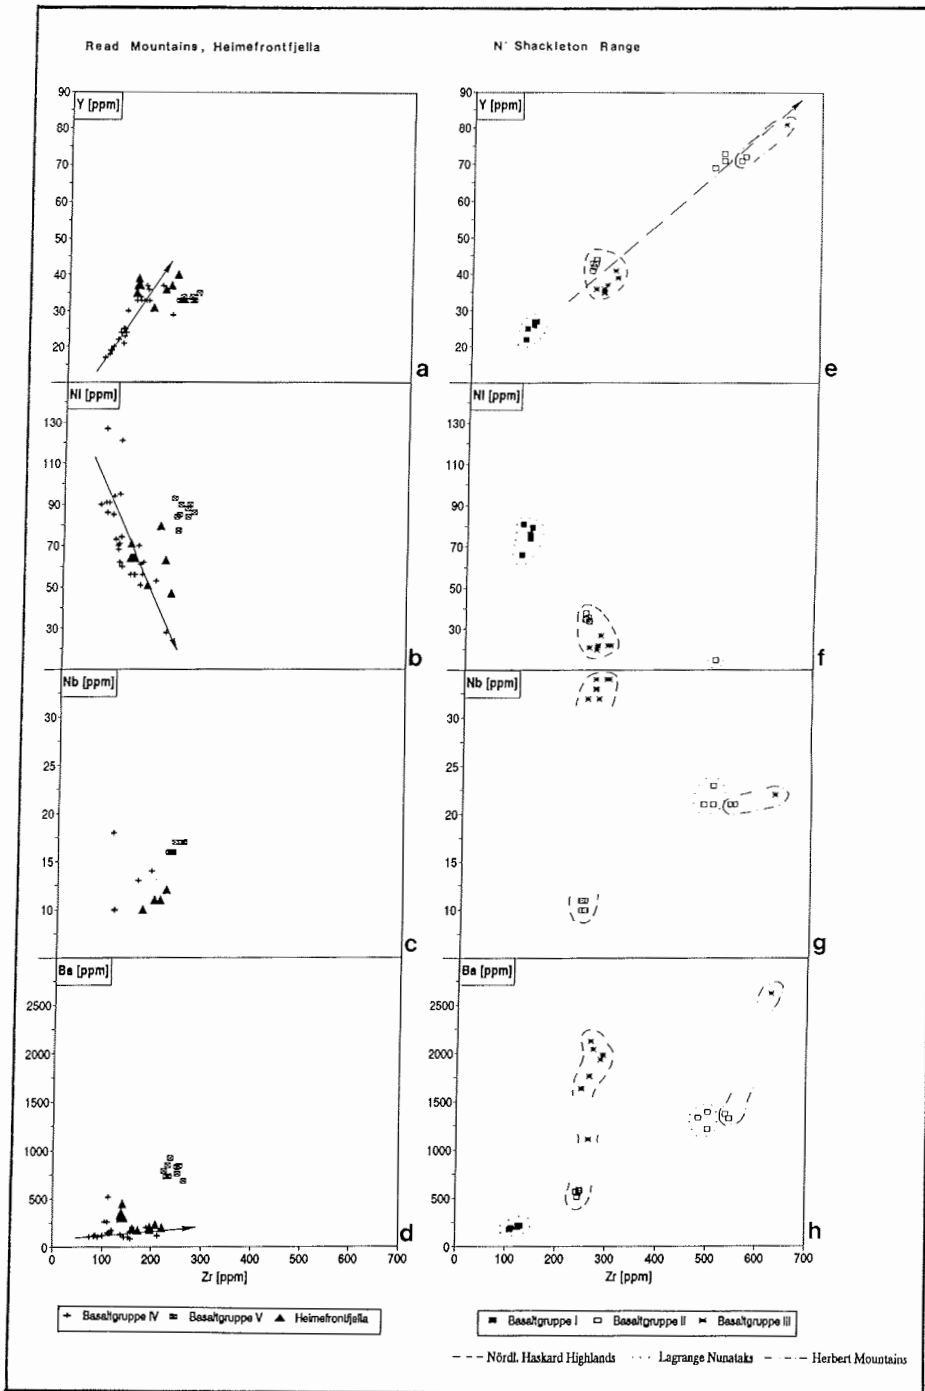 Read Mountains, Heimefrontfjella
N' Shackleton Range
90
Y [ppm]
80
70
60
50
40
30
20
a
90
Y [ppm]
80
70
60
50
40
30
20
e
Ni [ppm]
130
110
90
70
50
30
b
Ni [ppm]
130
110
90
70
50
30
f
Nb [ppm]
30
25
20
15
10
c
Nb [ppm]
30
25
20
15
10
g
Ba [ppm]
2500
2000
1500
1000
500
0
d
0 100 200 300 400 500 600 700
Zr [ppm]
Ba [ppm]
2500
2000
1500
1000
500
0
h
0 100 200 300 400 500 600 700
Zr [ppm]
Basaltgruppe IV Basaltgruppe V Heimefrontfjella
Basaltgruppe I Basaltgruppe II Basaltgruppe III
Nördl. Haskard Highlands Lagrange Nunataks Herbert Mountains